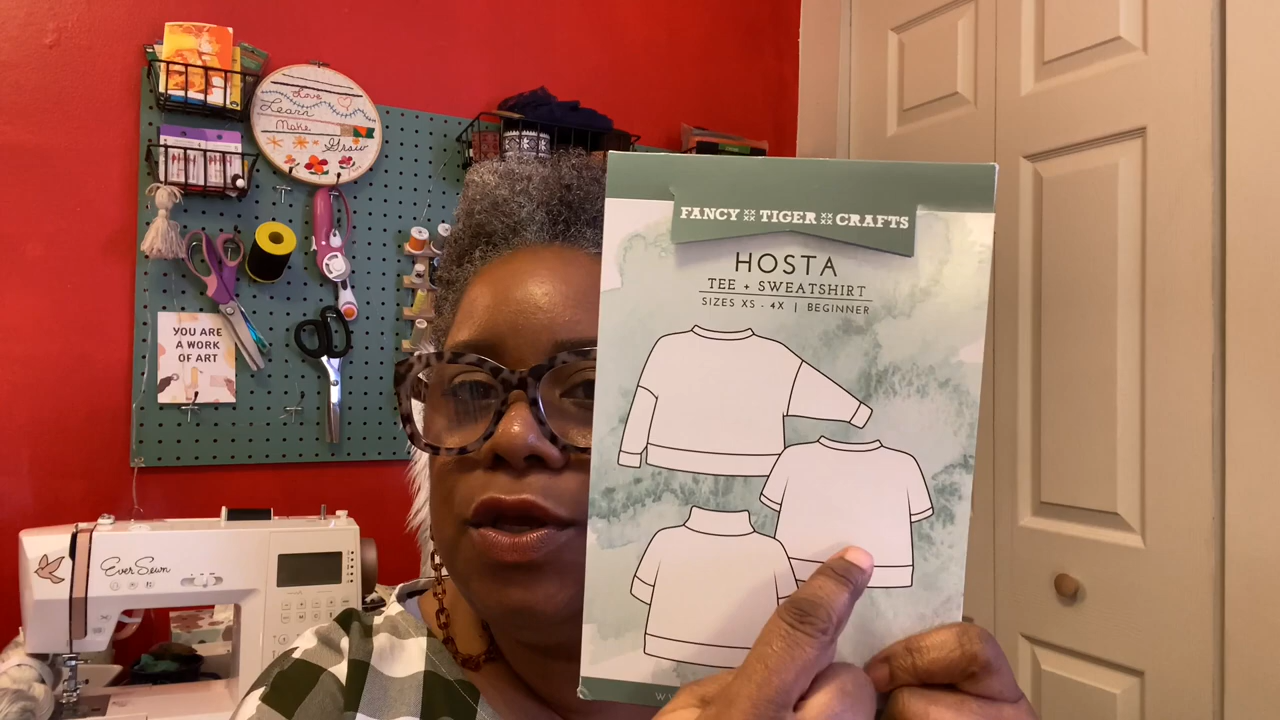 Love
Learn
Make
Grow
YOU ARE
A WORK
OF ART
EverSewn
FANCY TIGER CRAFTS
HOSTA
TEE + SWEATSHIRT
SIZES XS - 4X | BEGINNER